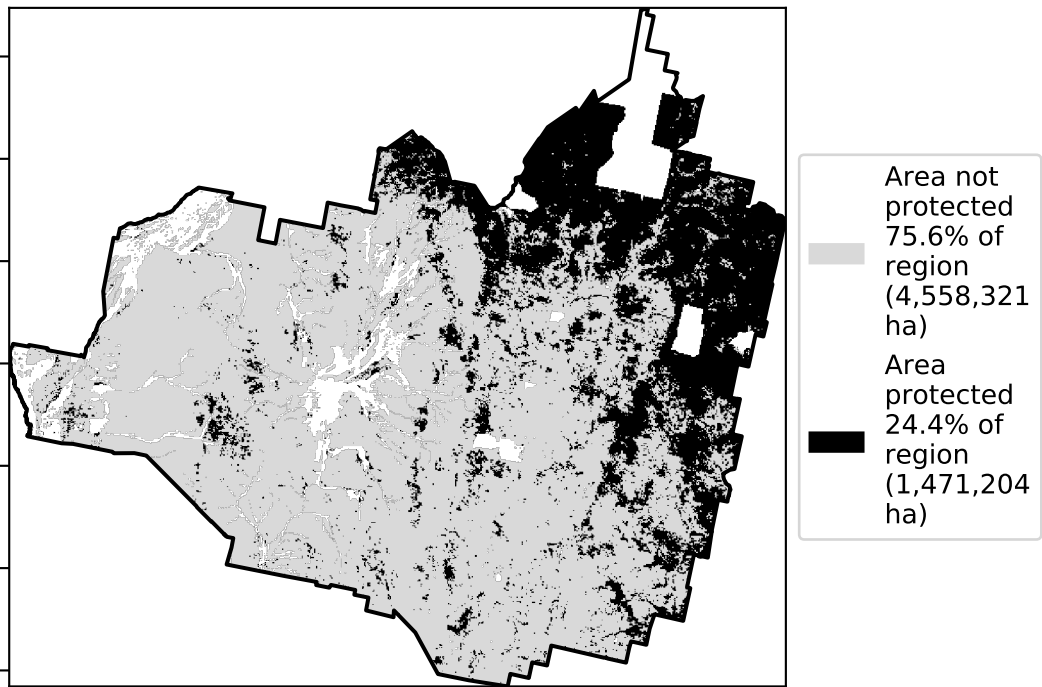 Area not
protected
75.6% of
region
(4,558,321
ha)
Area
protected
24.4% of
region
(1,471,204
ha)